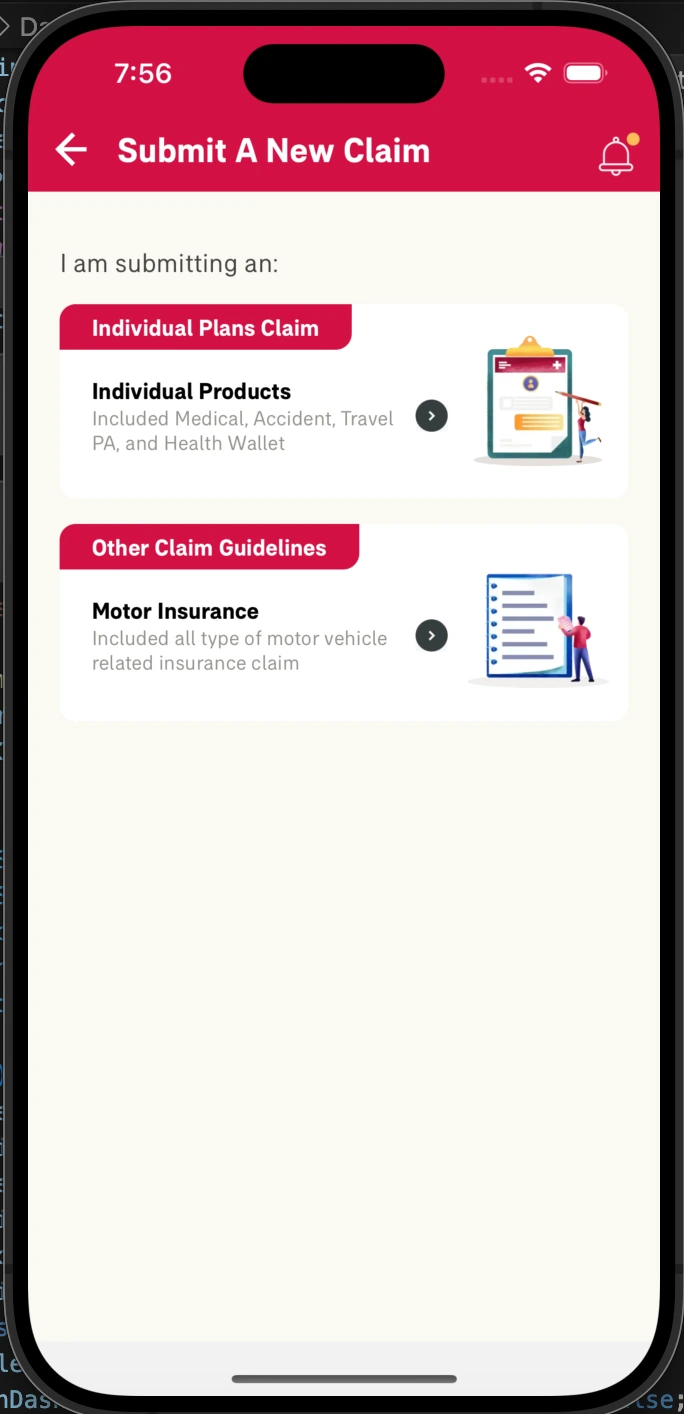 7:56
Submit A New Claim
I am submitting an:
Individual Plans Claim
Individual Products
Included Medical, Accident, Travel
PA, and Health Wallet
Other Claim Guidelines
Motor Insurance
Included all type of motor vehicle
related insurance claim